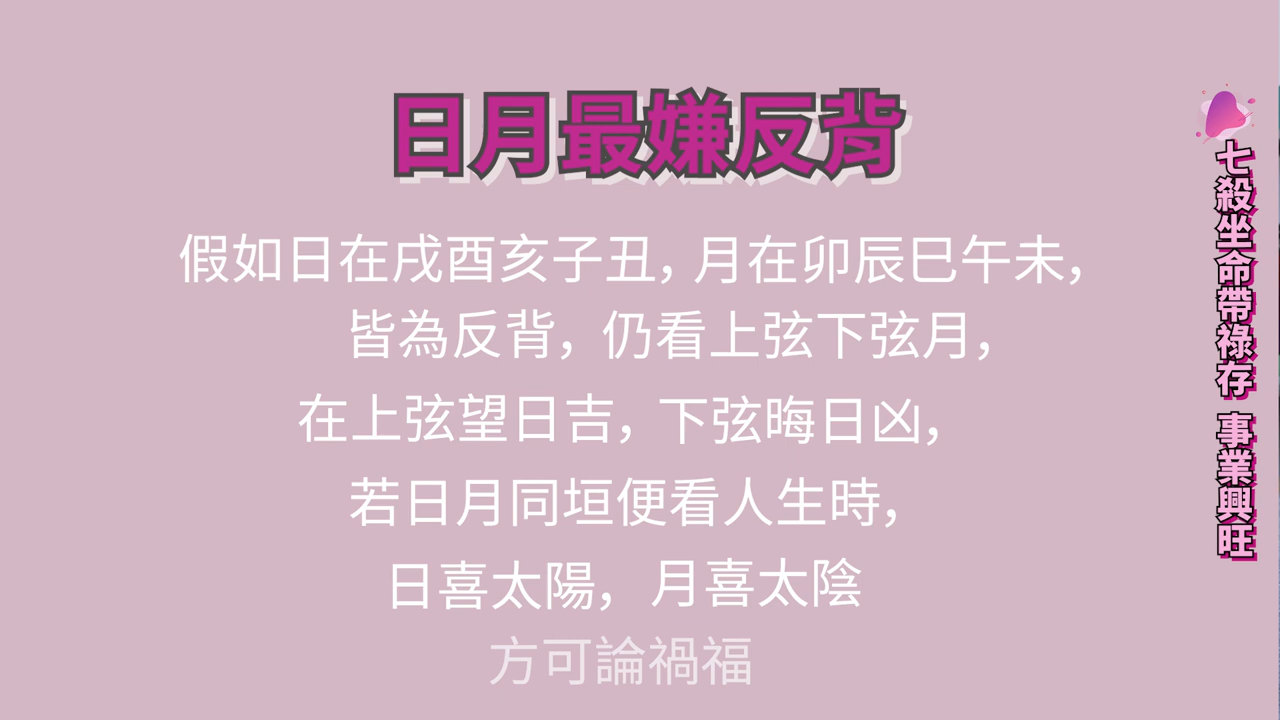 日月最嫌反背
假如日在戌酉亥子丑，月在卯辰巳午未，
皆為反背，仍看上弦下弦月，
在上弦望日吉，下弦晦日凶，
若日月同垣便看人生時，
日喜太陽，月喜太陰
方可論禍福
七殺坐命帶祿存 事業興旺